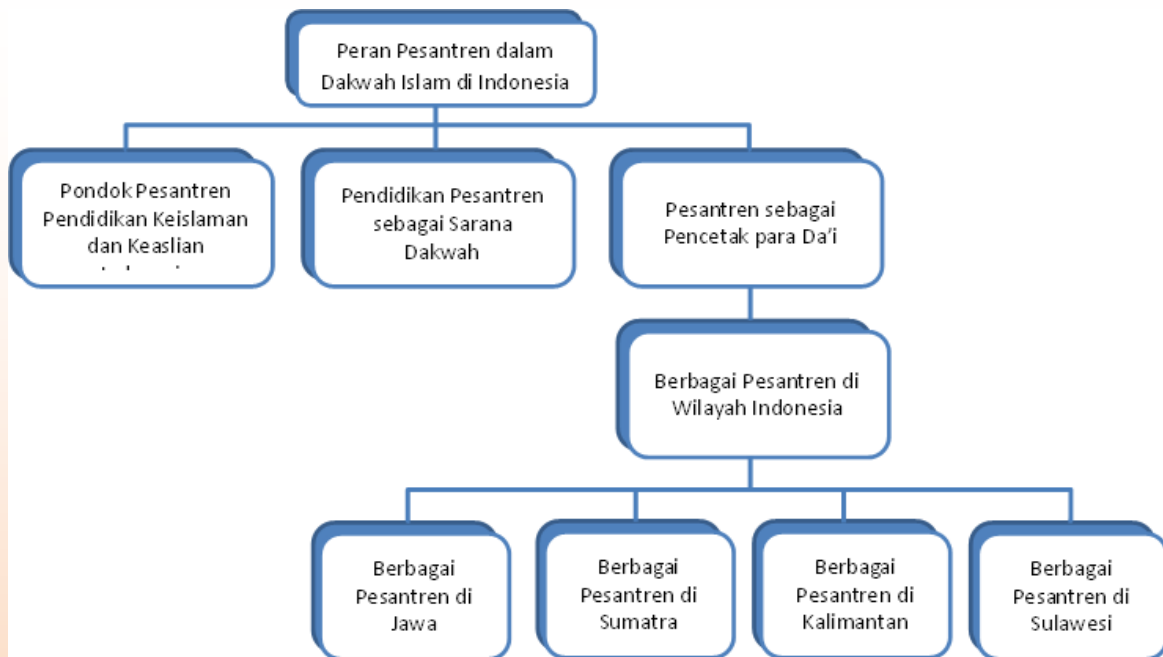 Peran Pesantren dalam
Dakwah Islam di Indonesia
Pondok Pesantren
Pendidikan Keislaman
dan Keaslian
Pendidikan Pesantren
sebagai Sarana
Dakwah
Pesantren sebagai
Pencetak para Da’i
Berbagai Pesantren di
Wilayah Indonesia
Berbagai
Pesantren di
Jawa
Berbagai
Pesantren di
Sumatra
Berbagai
Pesantren di
Kalimantan
Berbagai
Pesantren di
Sulawesi